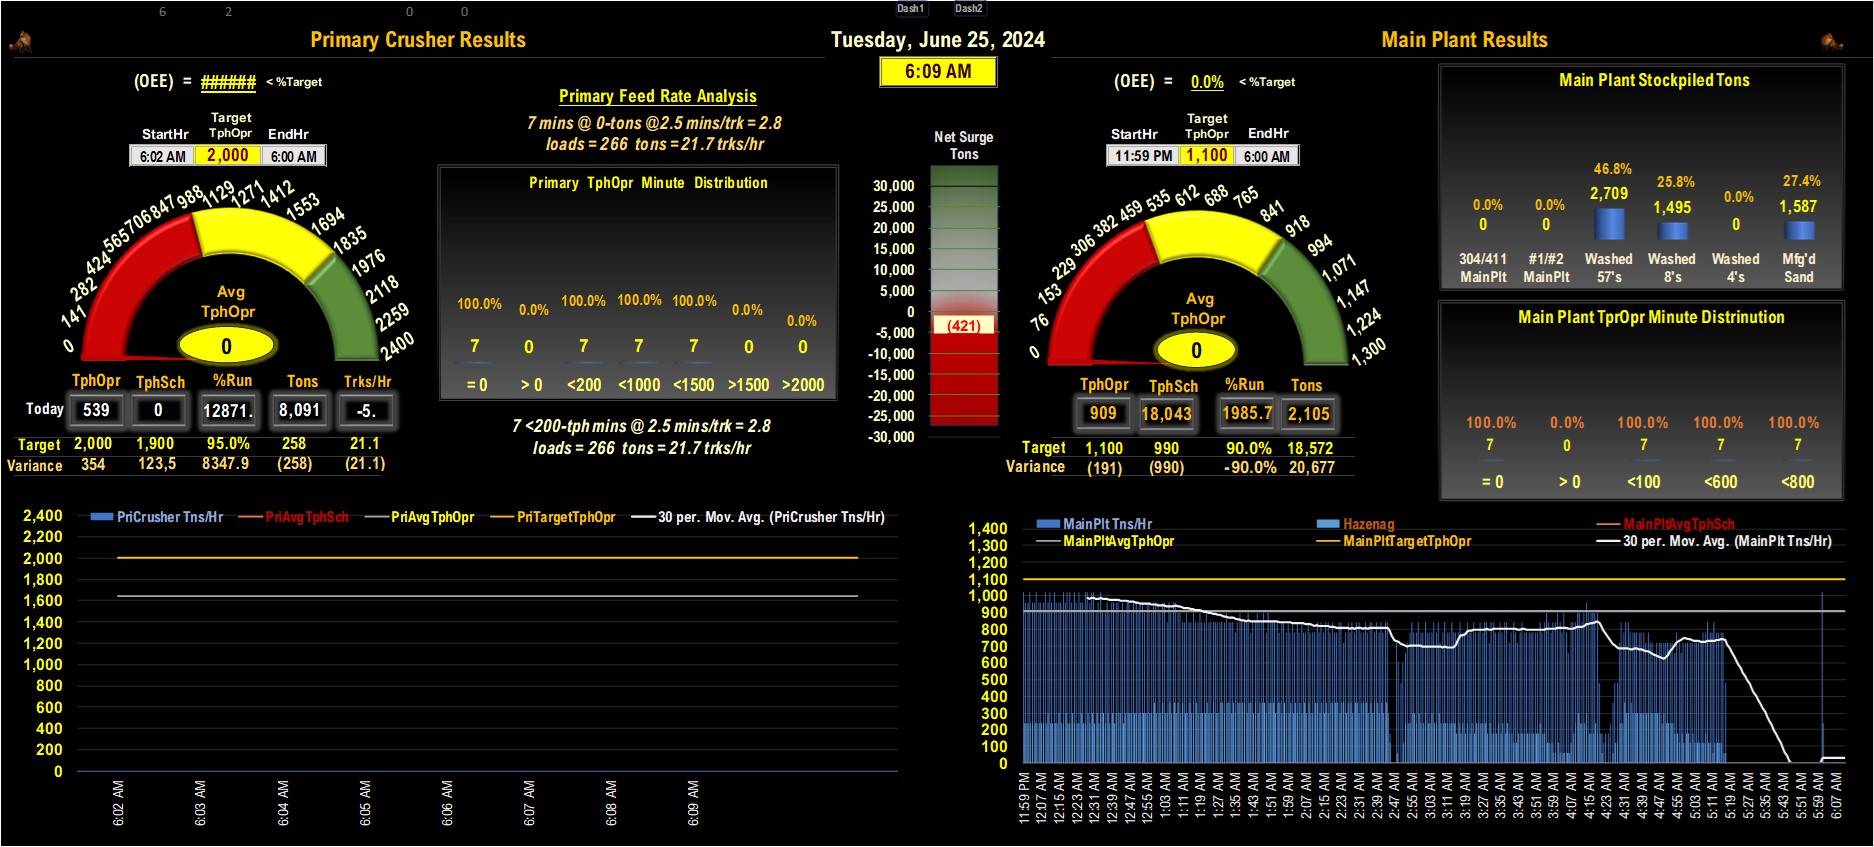 6 2 0 0 Dash1 Dash2
Primary Crusher Results
Tuesday, June 25, 2024
Main Plant Results
6:09 AM
(OEE) = ###### < %Target
StartHr Target TphOpr EndHr
6:02 AM 2,000 6:00 AM
0 141 282 424 565 706 847 988 1129 1271 1412 1553 1694 1835 1976 2118 2259 2400
Avg
TphOpr
0
TphOpr TphSch %Run Tons Trks/Hr
Today 539 0 12871. 8,091 -5.
Target 2,000 1,900 95.0% 258 21.1
Variance 354 123,5 8347.9 (258) (21.1)
Primary Feed Rate Analysis
7 mins @ 0-tons @2.5 mins/trk = 2.8
loads = 266 tons = 21.7 trks/hr
Primary TphOpr Minute Distribution
100.0% 0.0% 100.0% 100.0% 100.0% 0.0% 0.0%
7 0 7 7 7 0 0
= 0 > 0 <200 <1000 <1500 >1500 >2000
7 <200-tph mins @ 2.5 mins/trk = 2.8
loads = 266 tons = 21.7 trks/hr
Net Surge
Tons
30,000
25,000
20,000
15,000
10,000
5,000
0
-5,000
-10,000
-15,000
-20,000
-25,000
-30,000
(421)
(OEE) = 0.0% < %Target
StartHr Target TphOpr EndHr
11:59 PM 1,100 6:00 AM
0 76 153 229 306 382 459 535 612 688 765 841 918 994 1,071 1,147 1,224 1,300
Avg
TphOpr
0
TphOpr TphSch %Run Tons
909 18,043 1985.7 2,105
Target 1,100 990 90.0% 18,572
Variance (191) (990) -90.0% 20,677
Main Plant Stockpiled Tons
0.0% 0.0% 46.8% 25.8% 0.0% 27.4%
0 0 2,709 1,495 0 1,587
304/411 #1/#2 Washed Washed Washed Mfg'd
MainPlt MainPlt 57's 8's 4's Sand
Main Plant TprOpr Minute Distrinution
100.0% 0.0% 100.0% 100.0% 100.0%
7 0 7 7 7
= 0 > 0 <100 <600 <800
PriCrusher Tns/Hr PriAvgTphSch PriAvgTphOpr PriTargetTphOpr 30 per. Mov. Avg. (PriCrusher Tns/Hr)
2,400
2,200
2,000
1,800
1,600
1,400
1,200
1,000
800
600
400
200
0
6:02 AM 6:03 AM 6:04 AM 6:05 AM 6:06 AM 6:07 AM 6:08 AM 6:09 AM
MainPlt Tns/Hr Hazenag MainPltAvgTphSch
MainPltAvgTphOpr MainPltTargetTphOpr 30 per. Mov. Avg. (MainPlt Tns/Hr)
1,400
1,300
1,200
1,100
1,000
900
800
700
600
500
400
300
200
100
0
11:59 PM 12:07 AM 12:15 AM 12:23 AM 12:31 AM 12:39 AM 12:47 AM 12:55 AM 1:03 AM 1:11 AM 1:19 AM 1:27 AM 1:35 AM 1:43 AM 1:51 AM 1:59 AM 2:07 AM 2:15 AM 2:23 AM 2:31 AM 2:39 AM 2:47 AM 2:55 AM 3:03 AM 3:11 AM 3:19 AM 3:27 AM 3:35 AM 3:43 AM 3:51 AM 3:59 AM 4:07 AM 4:15 AM 4:23 AM 4:31 AM 4:39 AM 4:47 AM 4:55 AM 5:03 AM 5:11 AM 5:19 AM 5:27 AM 5:35 AM 5:43 AM 5:51 AM 5:59 AM 6:07 AM